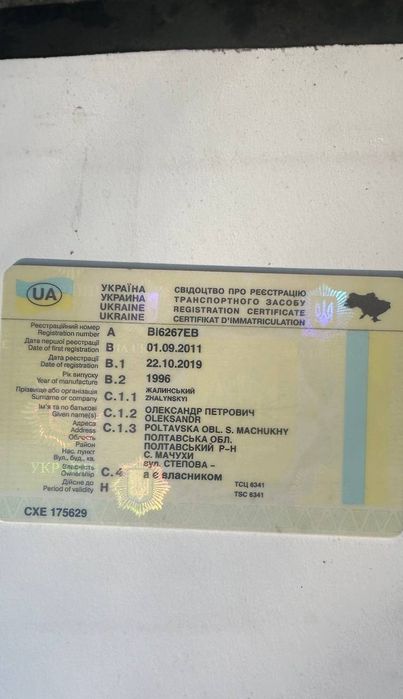 UA
УКРАЇНА
УКРАИНА
UKRAINE
UKRAINE
СВІДОЦТВО ПРО РЕЄСТРАЦІЮ
ТРАНСПОРТНОГО ЗАСОБУ
REGISTRATION CERTIFICATE
CERTIFIKAT D'IMMATRICULATION
Реєстраційний номер
Registration number A BI6267EB
Дата першої реєстрації
Date of first registration B 01.09.2011
Дата реєстрації
Date of registration B.1 22.10.2019
Рік випуску
Year of manufacture B.2 1996
Прізвище або організація
Surname or company C.1.1 ЖАЛИНСЬКИЙ
ZHALYNSKYI
Ім'я та по батькові
Given name(s) C.1.2 ОЛЕКСАНДР ПЕТРОВИЧ
OLEKSANDR
Адреса
Address C.1.3 POLTAVSKA OBL. S. MACHUKHY
Область ПОЛТАВСЬКА ОБЛ.
Район ПОЛТАВСЬКИЙ Р-Н
Нас. пункт С. МАЧУХИ
Вул., буд., кв. вул. СТЕПОВА -
Власність
Ownership C.4 а є власником
Дійсне до
Period of validity H
ТСЦ 6341
TSC 6341
СХЕ 175629